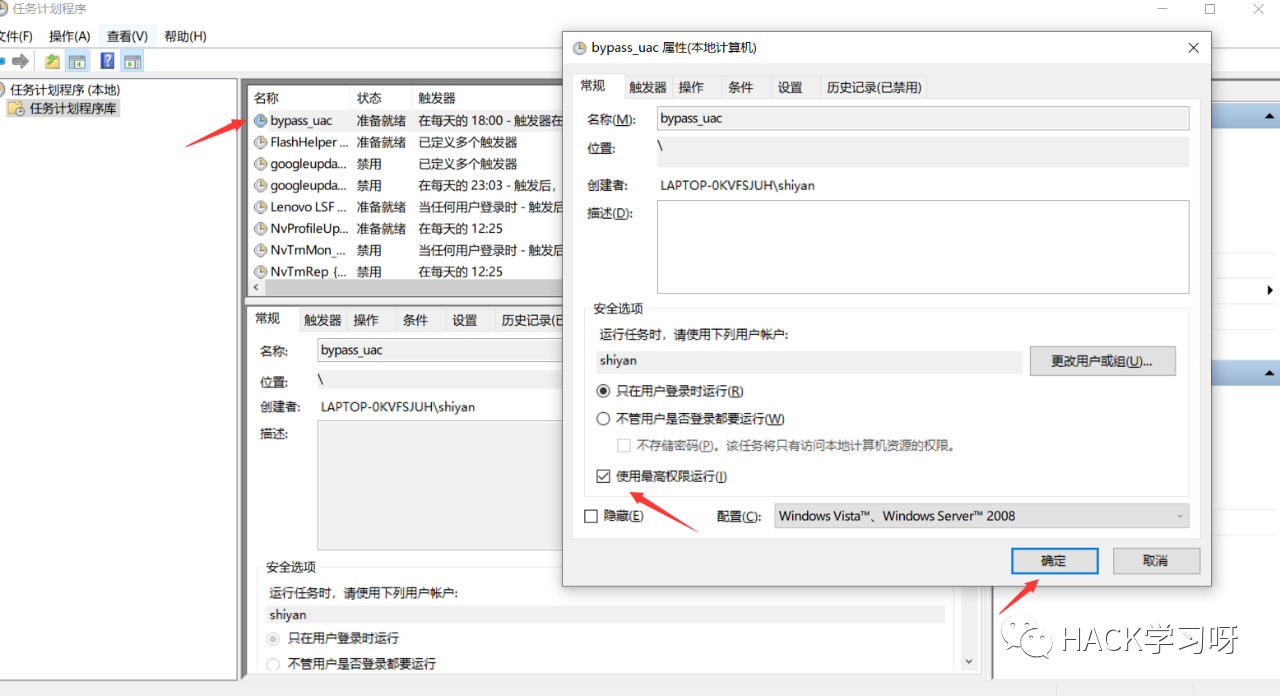 任务计划程序
文件(F) 操作(A) 查看(V) 帮助(H)
任务计划程序 (本地)
任务计划程序库
名称 状态 触发器
bypass_uac 准备就绪 在每天的 18:00 - 触发器在
FlashHelper ... 准备就绪 已定义多个触发器
googleupda... 禁用 已定义多个触发器
googleupda... 禁用 在每天的 23:03 - 触发后,
Lenovo LSF ... 准备就绪 当任何用户登录时 - 触发后
NvProfileUp... 准备就绪 在每天的 12:25
NvTmMon_... 禁用 当任何用户登录时 - 触发后
NvTmRep {... 禁用 在每天的 12:25
常规 触发器 操作 条件 设置 历史记录(已
名称: bypass_uac
位置: \
创建者: LAPTOP-0KVFSJUH\shiyan
描述:
安全选项
运行任务时，请使用下列用户帐户:
shiyan
只在用户登录时运行
不管用户是否登录都要运行
bypass_uac 属性(本地计算机)
常规 触发器 操作 条件 设置 历史记录(已禁用)
名称(M): bypass_uac
位置: \
创建者: LAPTOP-0KVFSJUH\shiyan
描述(D):
安全选项
运行任务时，请使用下列用户帐户:
shiyan 更改用户或组(U)...
只在用户登录时运行(R)
不管用户是否登录都要运行(W)
不存储密码(P)。该任务将只有访问本地计算机资源的权限。
使用最高权限运行(I)
隐藏(E) 配置(C): Windows Vista™、Windows Server™ 2008
确定 取消
HACK学习呀